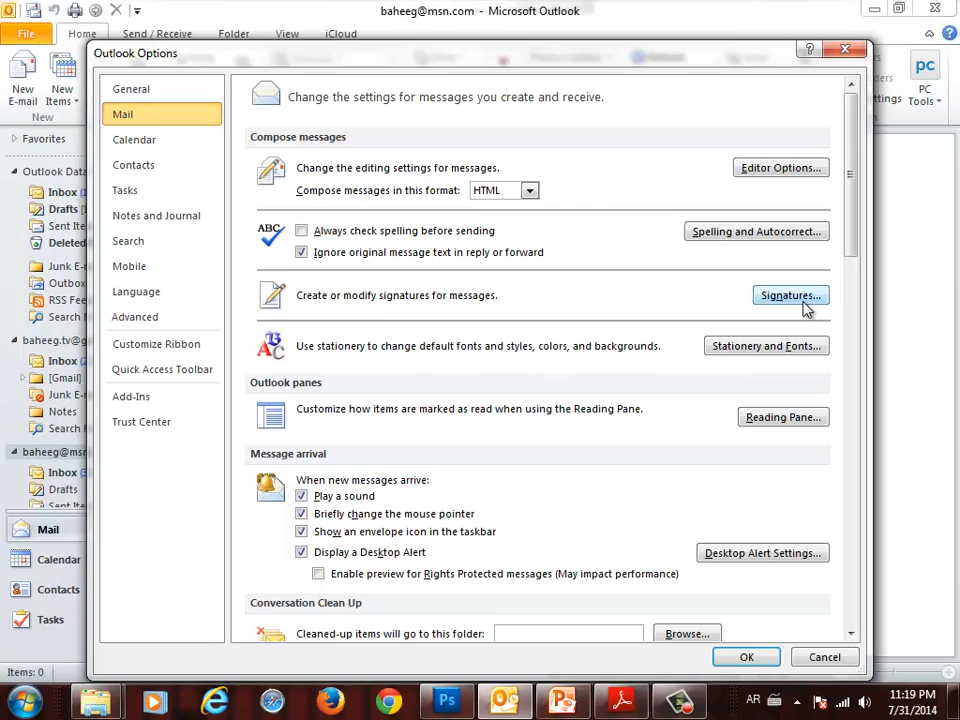 baheeg@msn.com - Microsoft Outlook
File Home Send / Receive Folder View iCloud
New E-mail
New Items
New
PC Tools
Favorites
Outlook Data
Inbox
Drafts
Sent Ite
Deleted
Junk E-m
Outbox
RSS Fee
Search
baheeg.tv@g
Inbox
[Gmail]
Junk E-m
Notes
Search
baheeg@msn
Inbox
Drafts
Sent Ite
Mail
Calendar
Contacts
Tasks
Items: 0
Outlook Options
General
Mail
Calendar
Contacts
Tasks
Notes and Journal
Search
Mobile
Language
Advanced
Customize Ribbon
Quick Access Toolbar
Add-Ins
Trust Center
Change the settings for messages you create and receive.
Compose messages
Change the editing settings for messages.
Editor Options...
Compose messages in this format: HTML
ABC
Always check spelling before sending
Spelling and Autocorrect...
Ignore original message text in reply or forward
Create or modify signatures for messages.
Signatures...
Use stationery to change default fonts and styles, colors, and backgrounds.
Stationery and Fonts...
Outlook panes
Customize how items are marked as read when using the Reading Pane.
Reading Pane...
Message arrival
When new messages arrive:
Play a sound
Briefly change the mouse pointer
Show an envelope icon in the taskbar
Display a Desktop Alert
Desktop Alert Settings...
Enable preview for Rights Protected messages (May impact performance)
Conversation Clean Up
Cleaned-up items will go to this folder:
Browse...
OK
Cancel
AR
11:19 PM
7/31/2014